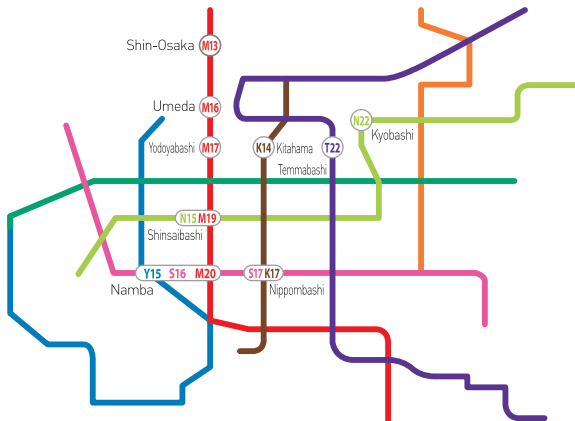 Shin-Osaka M13
Umeda M16
Yodoyabashi M17
K14 Kitahama
T22
Temmabashi
N22
Kyobashi
N15 M19
Shinsaibashi
Y15 S16 M20
Namba
S17 K17
Nippombashi